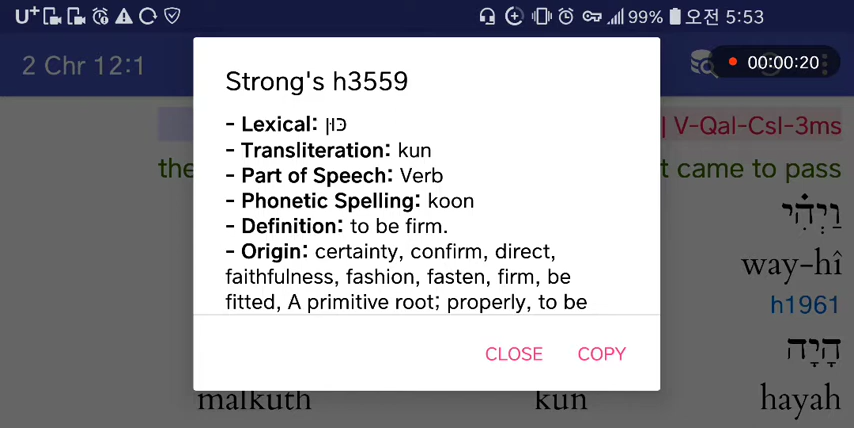 U+ 99% 오전 5:53
2 Chr 12:1
00:00:20
Strong's h3559
- Lexical: כּוּן
- Transliteration: kun
- Part of Speech: Verb
- Phonetic Spelling: koon
- Definition: to be firm.
- Origin: certainty, confirm, direct,
faithfulness, fashion, fasten, firm, be
fitted, A primitive root; properly, to be
CLOSE COPY
| V-Qal-CsI-3ms
the
t came to pass
וַיְהִ֗י
way-hî
h1961
הָיָה
malkuth kun hayah